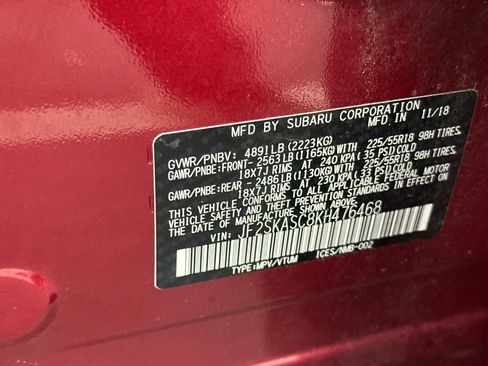 MFD. BY SUBARU CORPORATION
MFD. IN 11/18
GVWR/PNBV: 4891LB (2223KG)
GAWR/PNBE: FRONT- 2563LB (1165KG) WITH 225/55R18 98H TIRES,
18X7J RIMS AT 240 KPA (35 PSI) COLD
GAWR/PNBE: REAR - 2486LB (1130KG) WITH 225/55R18 98H TIRES,
18X7J RIMS AT 230 KPA (33 PSI) COLD
THIS VEHICLE CONFORMS TO ALL APPLICABLE FEDERAL MOTOR
VEHICLE SAFETY, BUMPER, AND THEFT PREVENTION STANDARDS IN EFFECT
ON THE DATE OF MANUFACTURE SHOWN ABOVE.
VIN: JF2SKASC8KH476468
TYPE: MPV/VTUM ICES/NMB-002